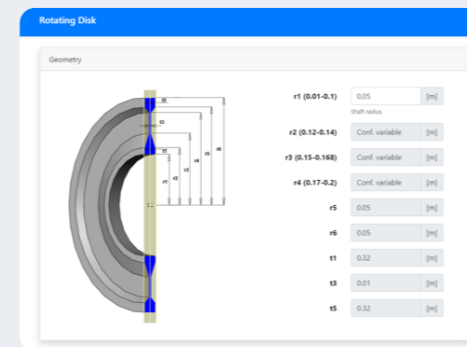 Rotating Disk
Geometry
r1 (0.01-0.1) 0,05 [m]
Shaft radius
r2 (0.12-0.14) Conf. variable [m]
r3 (0.15-0.168) Conf. variable [m]
r4 (0.17-0.2) Conf. variable [m]
r5 0.05 [m]
r6 0.05 [m]
t1 0.32 [m]
t3 0.01 [m]
t5 0.32 [m]